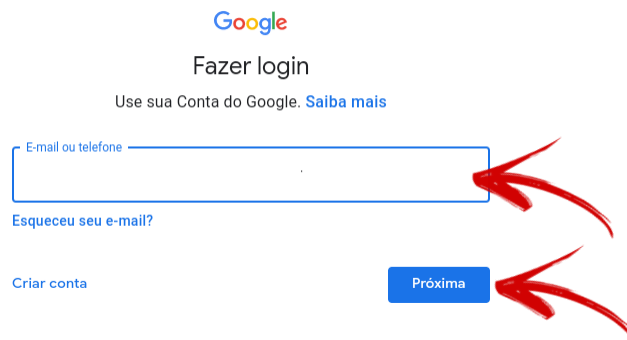 Google
Fazer login
Use sua Conta do Google. Saiba mais
E-mail ou telefone
Esqueceu seu e-mail?
Criar conta
Próxima